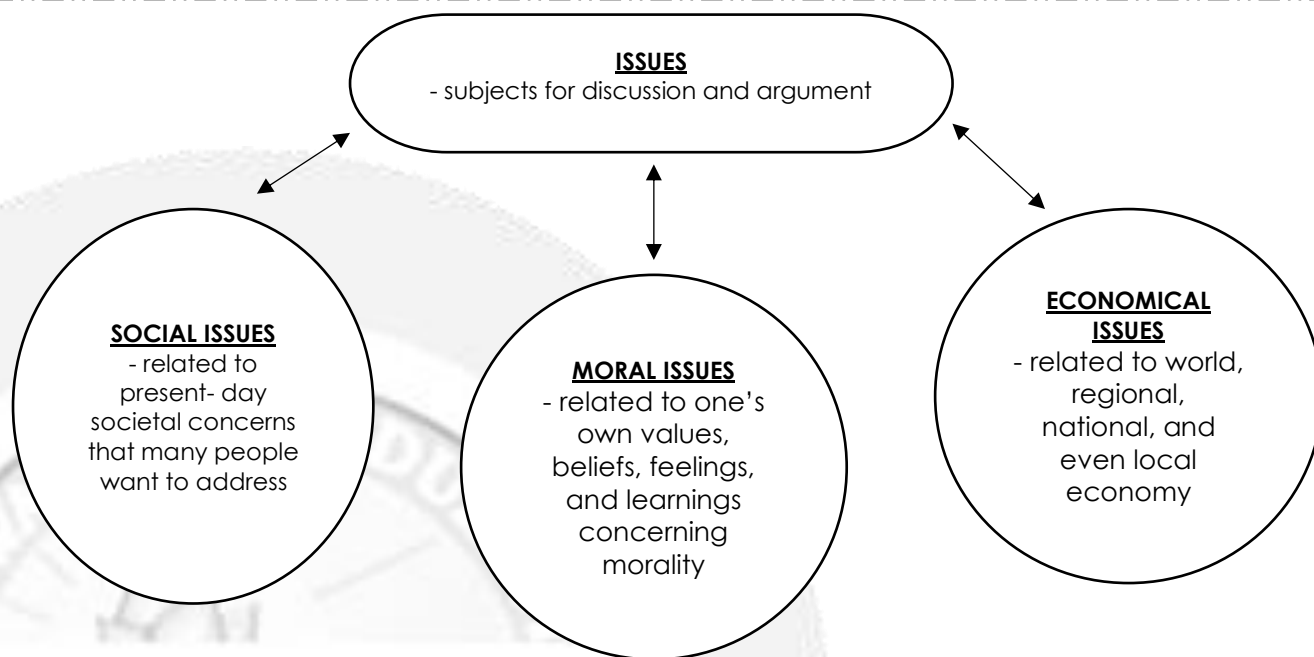 ISSUES
- subjects for discussion and argument
SOCIAL ISSUES
- related to
present- day
societal concerns
that many people
want to address
MORAL ISSUES
- related to one’s
own values,
beliefs, feelings,
and learnings
concerning
morality
ECONOMICAL
ISSUES
- related to world,
regional,
national, and
even local
economy